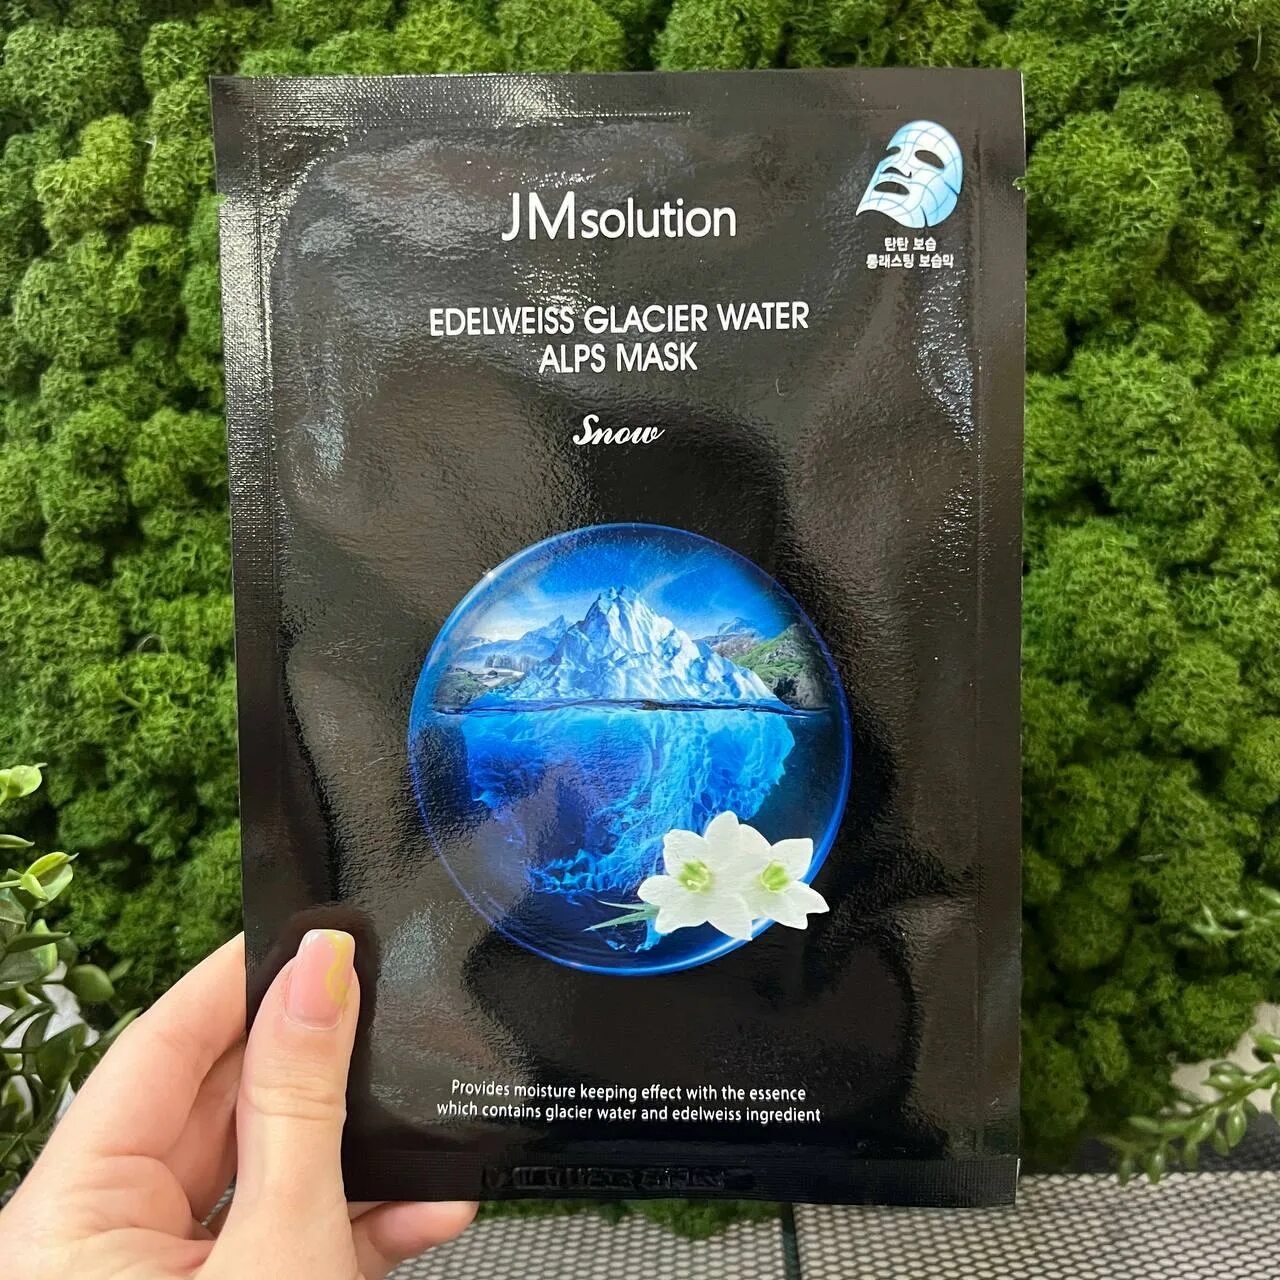 JMsolution
탄탄 보습
롱래스팅 보습막
EDELWEISS GLACIER WATER
ALPS MASK
Snow
Provides moisture keeping effect with the essence
which contains glacier water and edelweiss ingredient